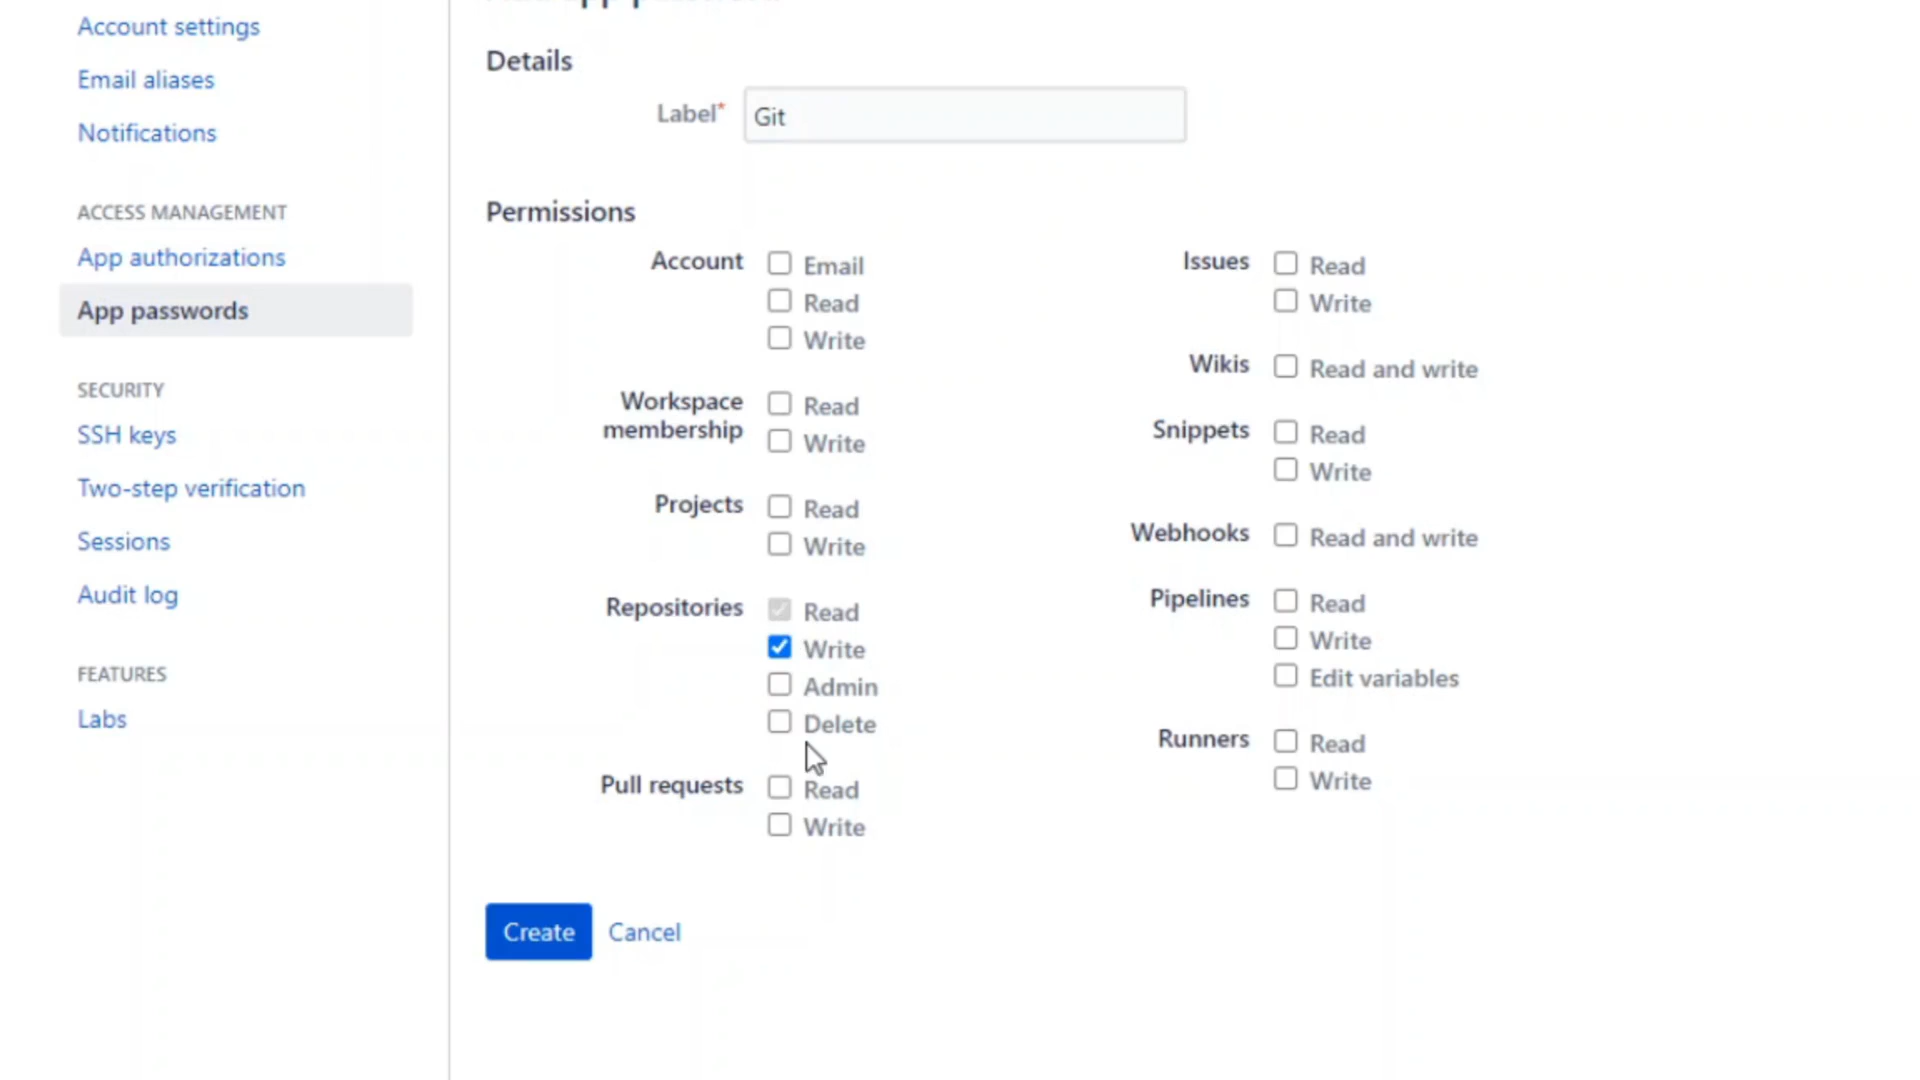 Account settings
Email aliases
Notifications
ACCESS MANAGEMENT
App authorizations
App passwords
SECURITY
SSH keys
Two-step verification
Sessions
Audit log
FEATURES
Labs
Details
Label*
Git
Permissions
Account
Email
Read
Write
Workspace
membership
Read
Write
Projects
Read
Write
Repositories
Read
Write
Admin
Delete
Pull requests
Read
Write
Issues
Read
Write
Wikis
Read and write
Snippets
Read
Write
Webhooks
Read and write
Pipelines
Read
Write
Edit variables
Runners
Read
Write
Create
Cancel